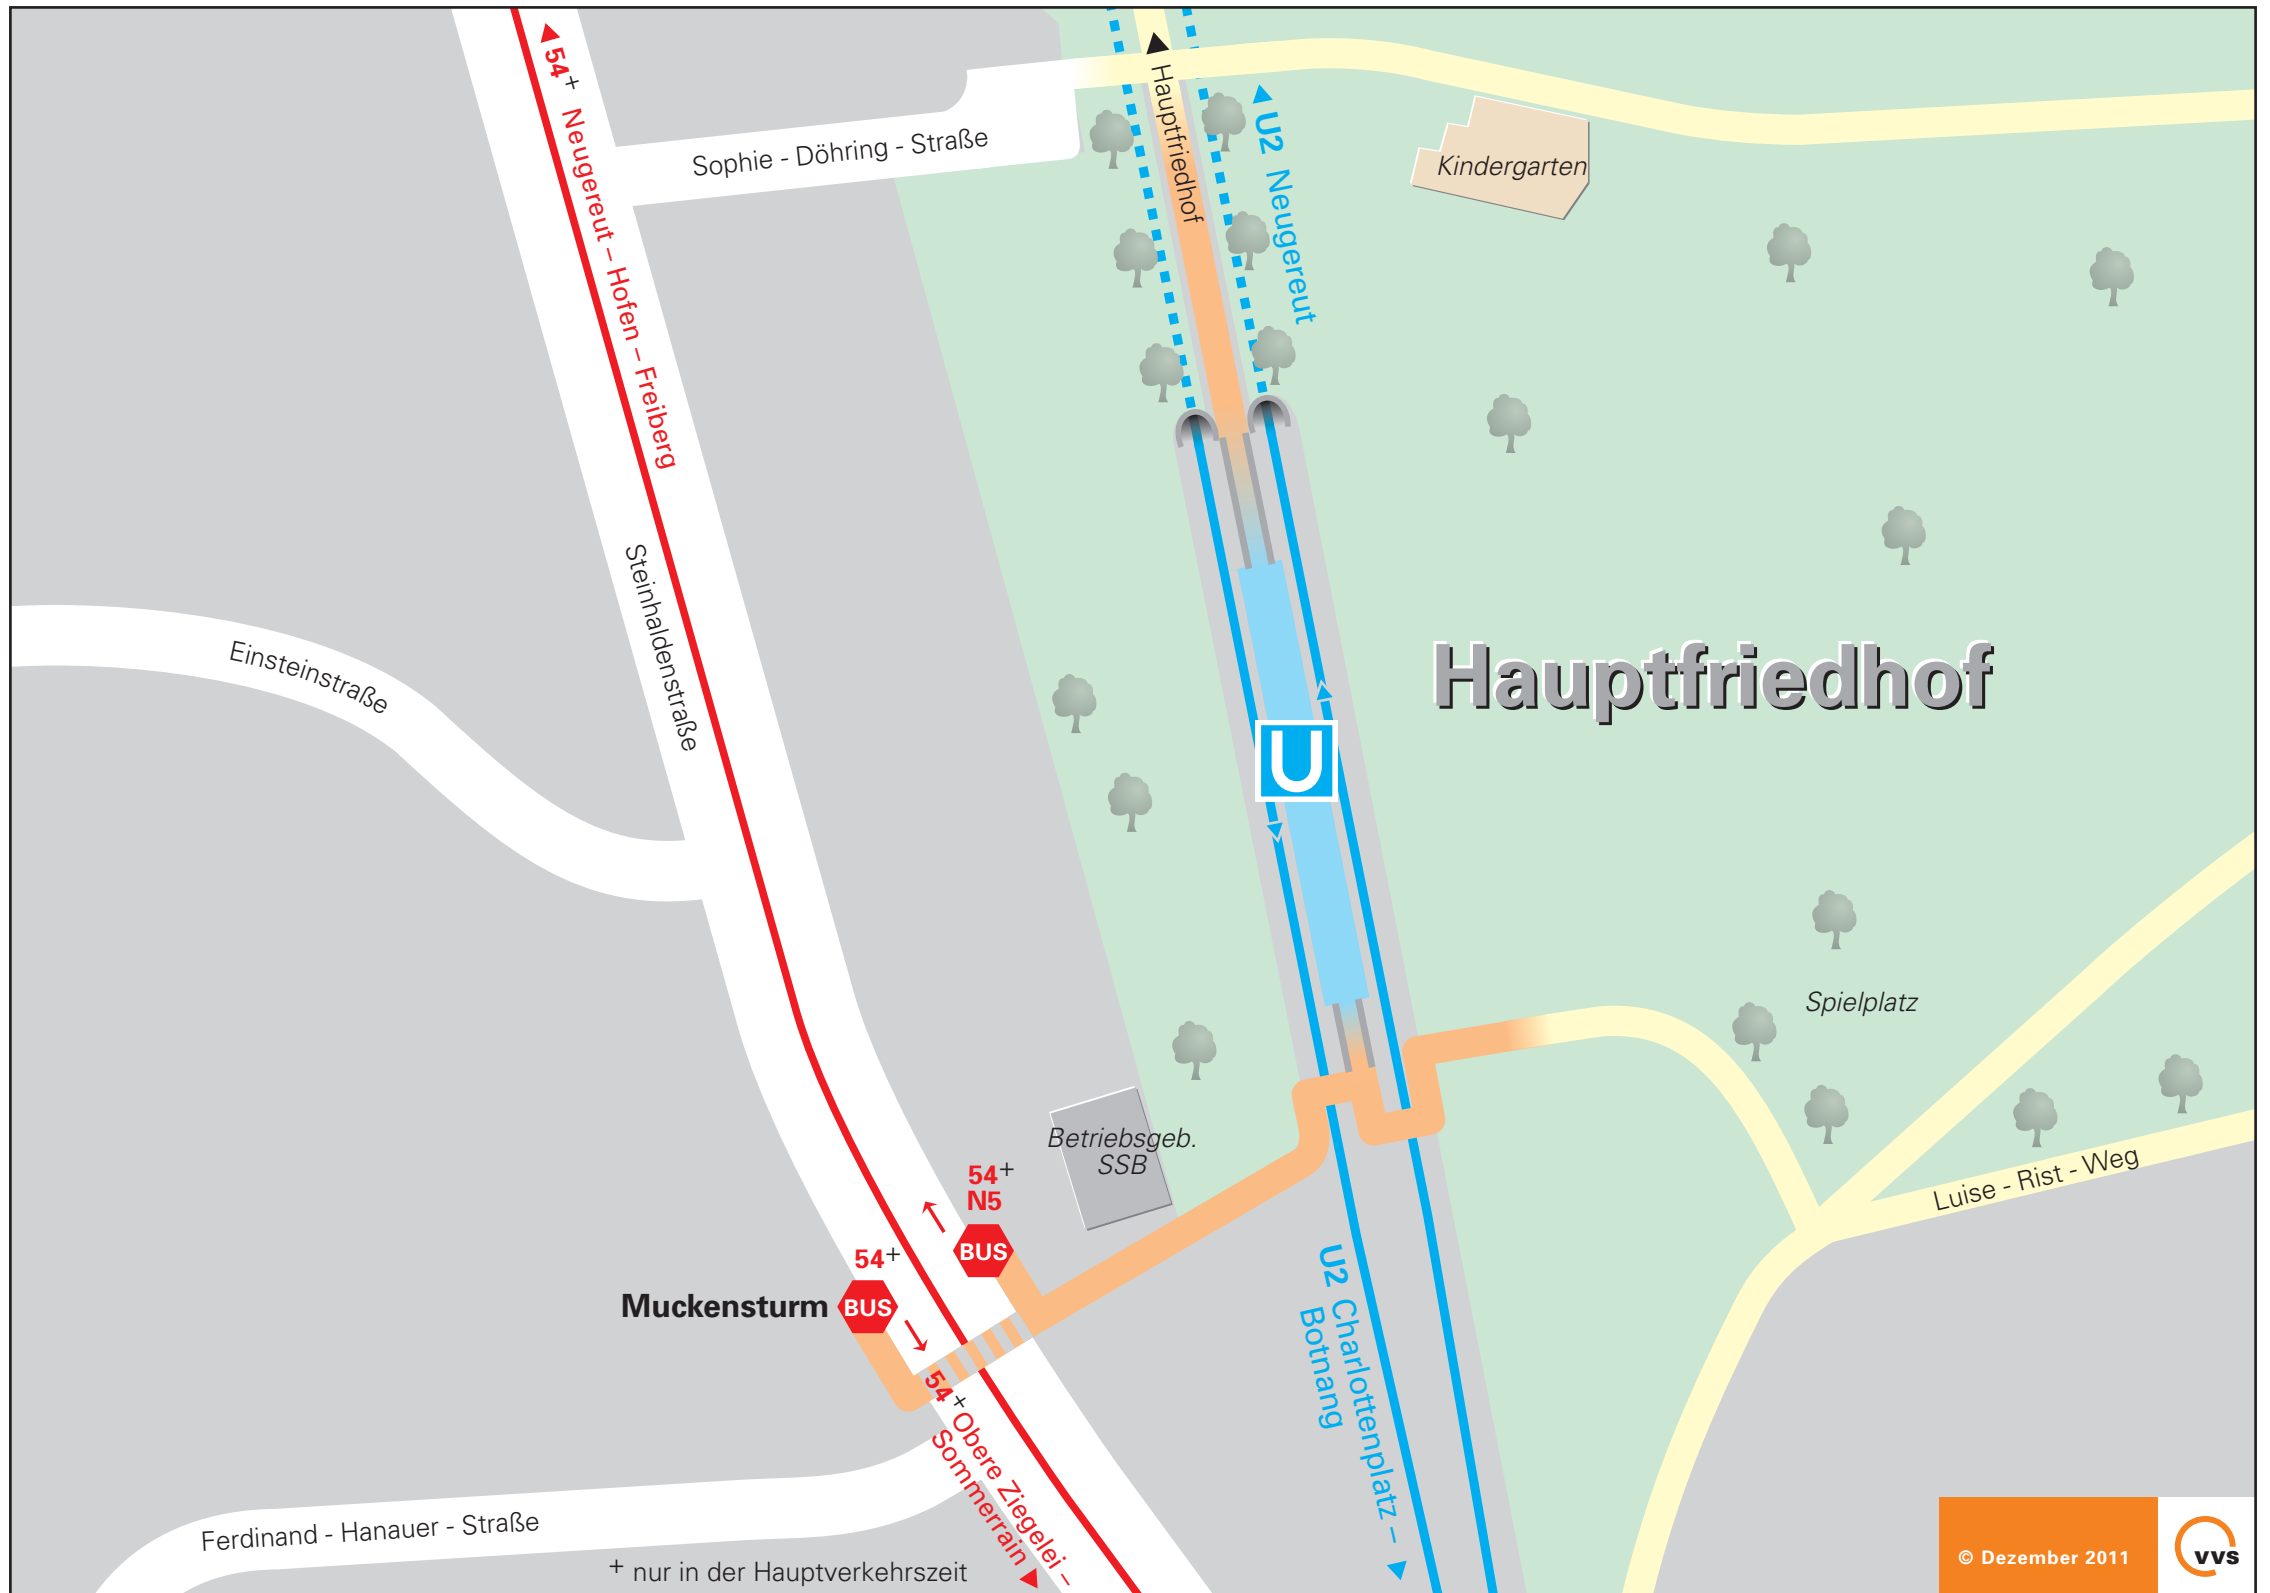 54+ Neugereut – Hofen – Freiberg
Sophie - Döhring - Straße
Hauptfriedhof
U2 Neugereut
Kindergarten
Steinhaldenstraße
Einsteinstraße
Hauptfriedhof
U
Spielplatz
Betriebsgeb.
SSB
54+
N5
BUS
54+
BUS
Muckensturm
Luise - Rist - Weg
U2 Charlottenplatz –
Botnang
54+ Obere Ziegelei –
Sommerrain
Ferdinand - Hanauer - Straße
+ nur in der Hauptverkehrszeit
© Dezember 2011
vvs